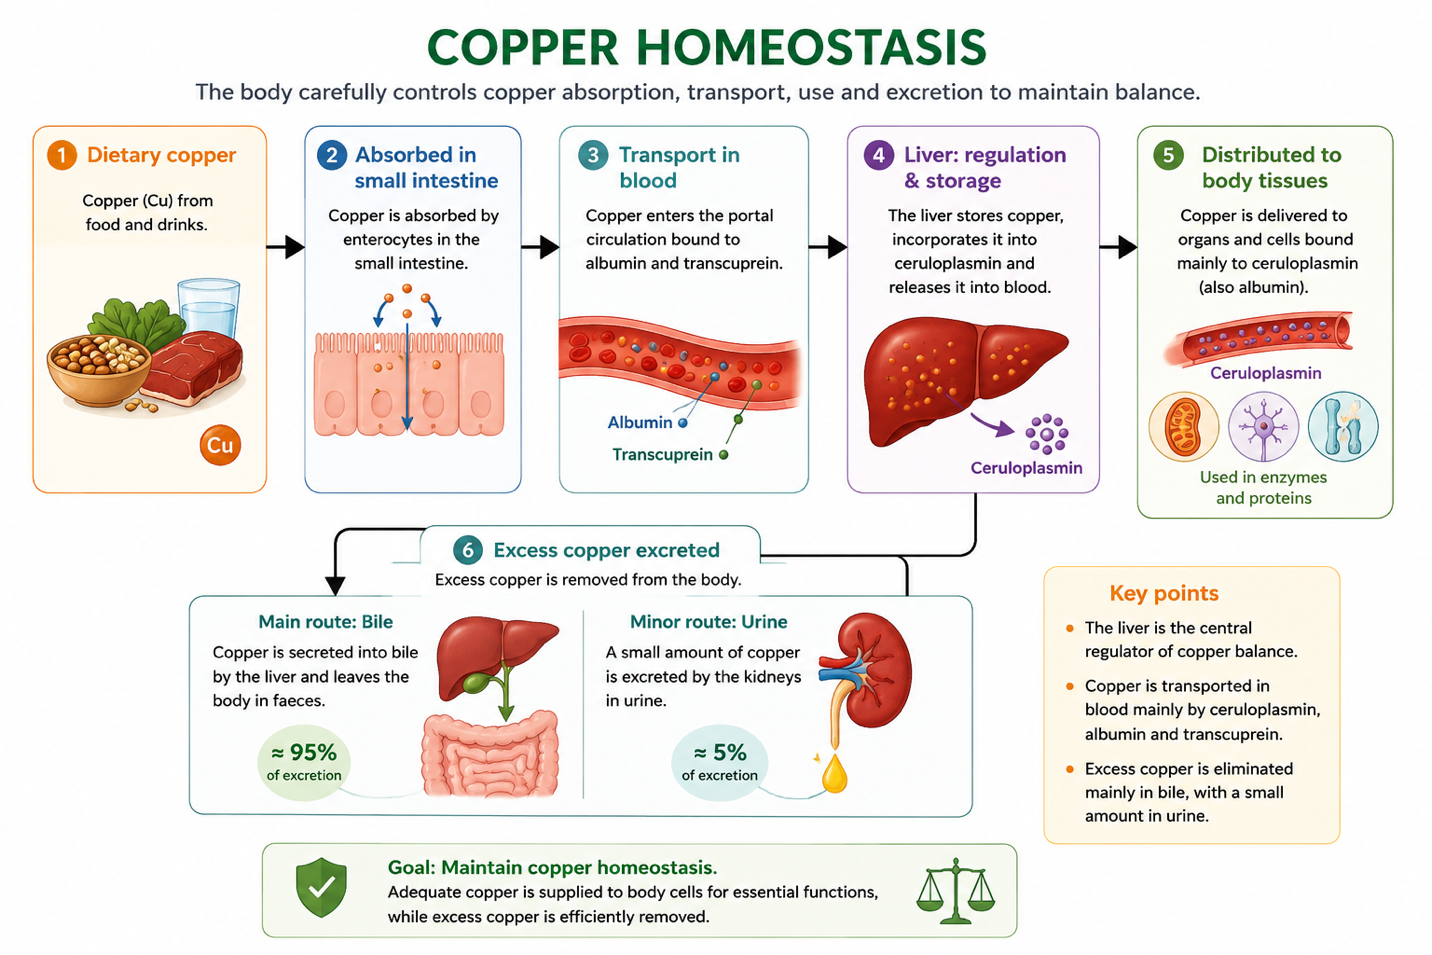 COPPER HOMEOSTASIS
The body carefully controls copper absorption, transport, use and excretion to maintain balance.
1 Dietary copper
Copper (Cu) from
food and drinks.
Cu
2 Absorbed in
small intestine
Copper is absorbed by
enterocytes in the
small intestine.
3 Transport in
blood
Copper enters the portal
circulation bound to
albumin and transcuprein.
Albumin
Transcuprein
4 Liver: regulation
& storage
The liver stores copper,
incorporates it into
ceruloplasmin and
releases it into blood.
Ceruloplasmin
5 Distributed to
body tissues
Copper is delivered to
organs and cells bound
mainly to ceruloplasmin
(also albumin).
Ceruloplasmin
Used in enzymes
and proteins
6 Excess copper excreted
Excess copper is removed from the body.
Main route: Bile
Copper is secreted into bile
by the liver and leaves the
body in faeces.
≈ 95%
of excretion
Minor route: Urine
A small amount of copper
is excreted by the kidneys
in urine.
≈ 5%
of excretion
Key points
• The liver is the central
regulator of copper balance.
• Copper is transported in
blood mainly by ceruloplasmin,
albumin and transcuprein.
• Excess copper is eliminated
mainly in bile, with a small
amount in urine.
Goal: Maintain copper homeostasis.
Adequate copper is supplied to body cells for essential functions,
while excess copper is efficiently removed.